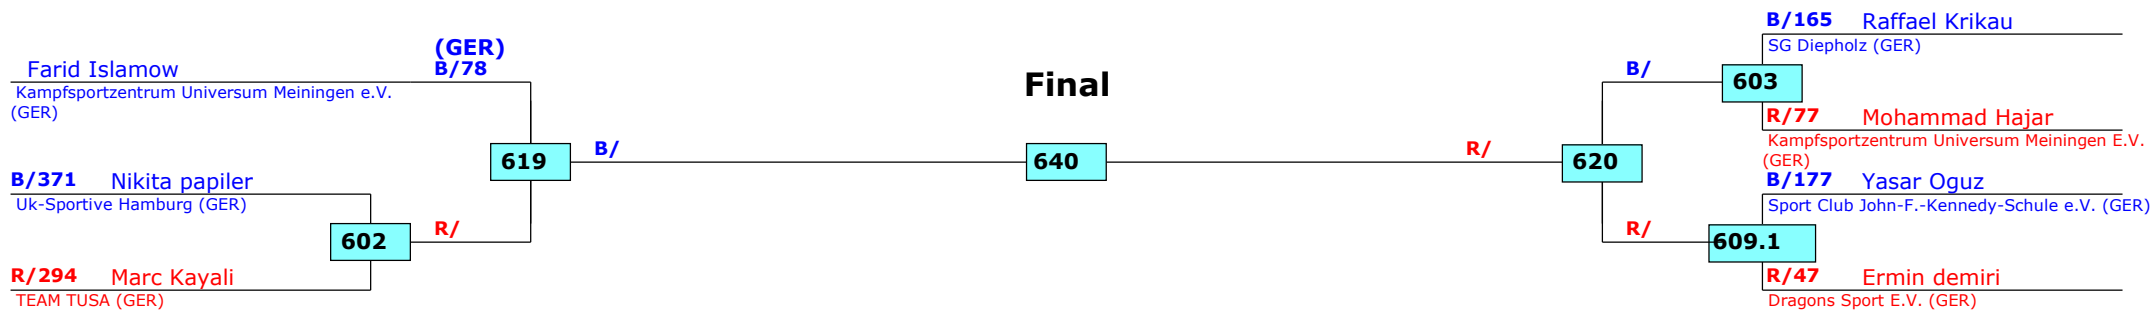 (GER)
Farid Islamow B/78
Kampfsportzentrum Universum Meiningen e.V.
(GER)
619
B/
B/371 Nikita papiler
Uk-Sportive Hamburg (GER)
602
R/
R/294 Marc Kayali
TEAM TUSA (GER)
Final
640
B/165 Raffael Krikau
SG Diepholz (GER)
B/
603
R/77 Mohammad Hajar
Kampfsportzentrum Universum Meiningen E.V.
(GER)
R/
620
B/177 Yasar Oguz
Sport Club John-F.-Kennedy-Schule e.V. (GER)
R/
609.1
R/47 Ermin demiri
Dragons Sport E.V. (GER)